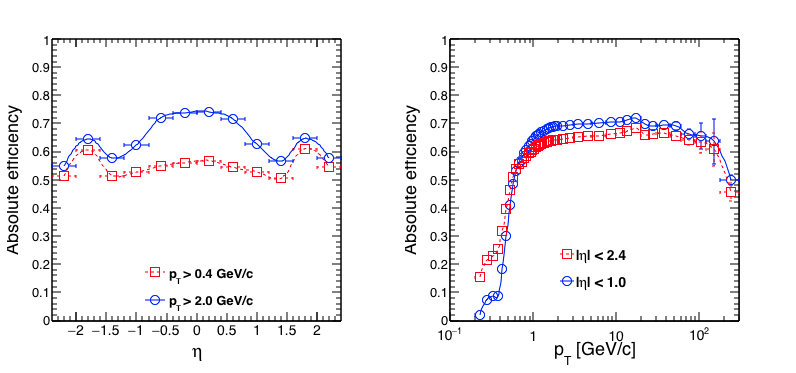 Absolute efficiency
1
0.9
0.8
0.7
0.6
0.5
0.4
0.3
0.2
0.1
0
p_T > 0.4 GeV/c
p_T > 2.0 GeV/c
−2 −1.5 −1 −0.5 0 0.5 1 1.5 2
η
Absolute efficiency
1
0.9
0.8
0.7
0.6
0.5
0.4
0.3
0.2
0.1
0
|η| < 2.4
|η| < 1.0
10⁻¹ 1 10 10²
p_T [GeV/c]